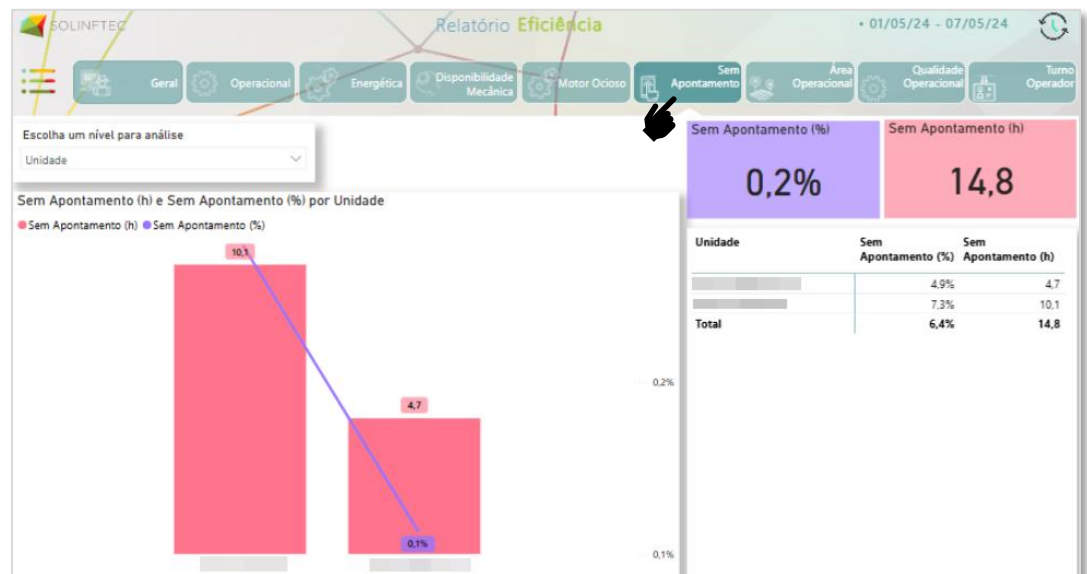 SOLINFTEC
Relatório Eficiência
• 01/05/24 - 07/05/24
Geral
Operacional
Energética
Disponibilidade
Mecânica
Motor Ocioso
Sem
Apontamento
Área
Operacional
Qualidade
Operacional
Turno
Operador
Escolha um nível para análise
Unidade
Sem Apontamento (%)
0,2%
Sem Apontamento (h)
14,8
Sem Apontamento (h) e Sem Apontamento (%) por Unidade
Sem Apontamento (h) Sem Apontamento (%)
10,1
4,7
0,1%
0,2%
0,1%
Unidade
Sem
Apontamento (%)
Sem
Apontamento (h)
4,9% 4,7
7,3% 10,1
Total 6,4% 14,8